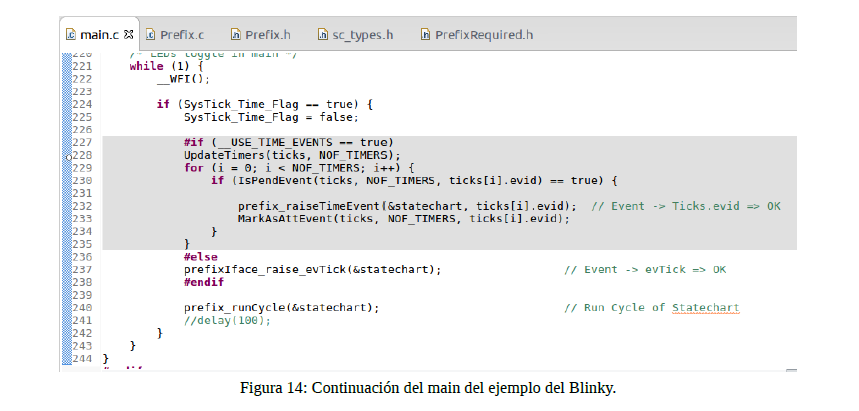 main.c Prefix.c Prefix.h sc_types.h PrefixRequired.h
220 /* LEDs toggle in main */
221 while (1) {
222 __WFI();
223
224 if (SysTick_Time_Flag == true) {
225 SysTick_Time_Flag = false;
226
227 #if (__USE_TIME_EVENTS == true)
228 UpdateTimers(ticks, NOF_TIMERS);
229 for (i = 0; i < NOF_TIMERS; i++) {
230 if (IsPendEvent(ticks, NOF_TIMERS, ticks[i].evid) == true) {
231
232 prefix_raiseTimeEvent(&statechart, ticks[i].evid); // Event -> Ticks.evid => OK
233 MarkAsAttEvent(ticks, NOF_TIMERS, ticks[i].evid);
234 }
235 }
236 #else
237 prefixIface_raise_evTick(&statechart); // Event -> evTick => OK
238 #endif
239
240 prefix_runCycle(&statechart); // Run Cycle of Statechart
241 //delay(100);
242 }
243 }
244 }
Figura 14: Continuación del main del ejemplo del Blinky.